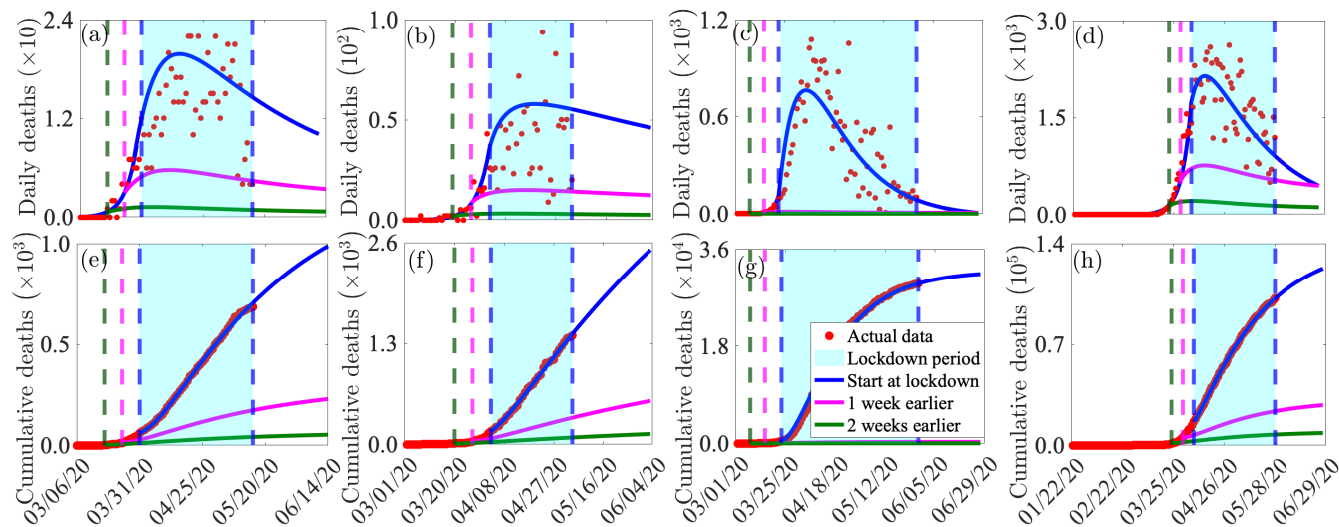 Daily deaths (×10)
2.4
1.2
0.0
(a)
Daily deaths (10²)
1.0
0.5
0.0
(b)
Daily deaths (×10³)
1.2
0.6
0.0
(c)
Daily deaths (×10³)
3.0
1.5
0.0
(d)
Cumulative deaths (×10³)
1.0
0.5
0.0
(e)
03/06/20
03/31/20
04/25/20
05/20/20
06/14/20
Cumulative deaths (×10³)
2.6
1.3
0.0
(f)
03/01/20
03/20/20
04/08/20
04/27/20
05/16/20
06/04/20
Cumulative deaths (×10⁴)
3.6
1.8
0.0
(g)
Actual data
Lockdown period
Start at lockdown
1 week earlier
2 weeks earlier
03/01/20
03/25/20
04/18/20
05/12/20
06/05/20
06/29/20
Cumulative deaths (10⁵)
1.4
0.7
0.0
(h)
01/22/20
02/22/20
03/25/20
04/26/20
05/28/20
06/29/20